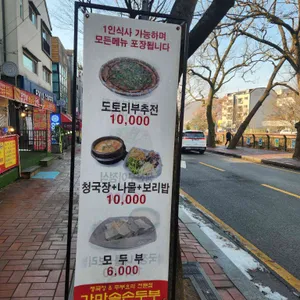 1인식사 가능하며
모든메뉴 포장됩니다
도토리부추전
10,000
청국장+나물+보리밥
10,000
모 두 부
6,000